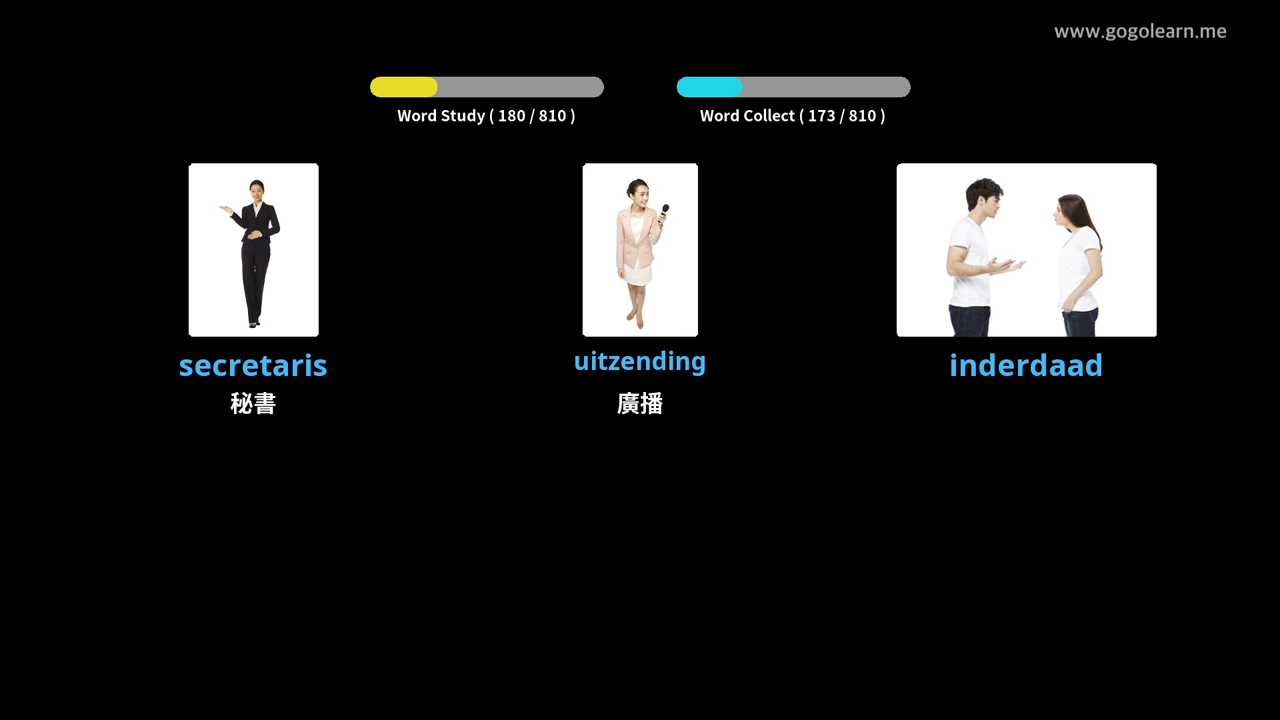 www.gogolearn.me
Word Study ( 180 / 810 )
Word Collect ( 173 / 810 )
secretaris
秘書
uitzending
廣播
inderdaad